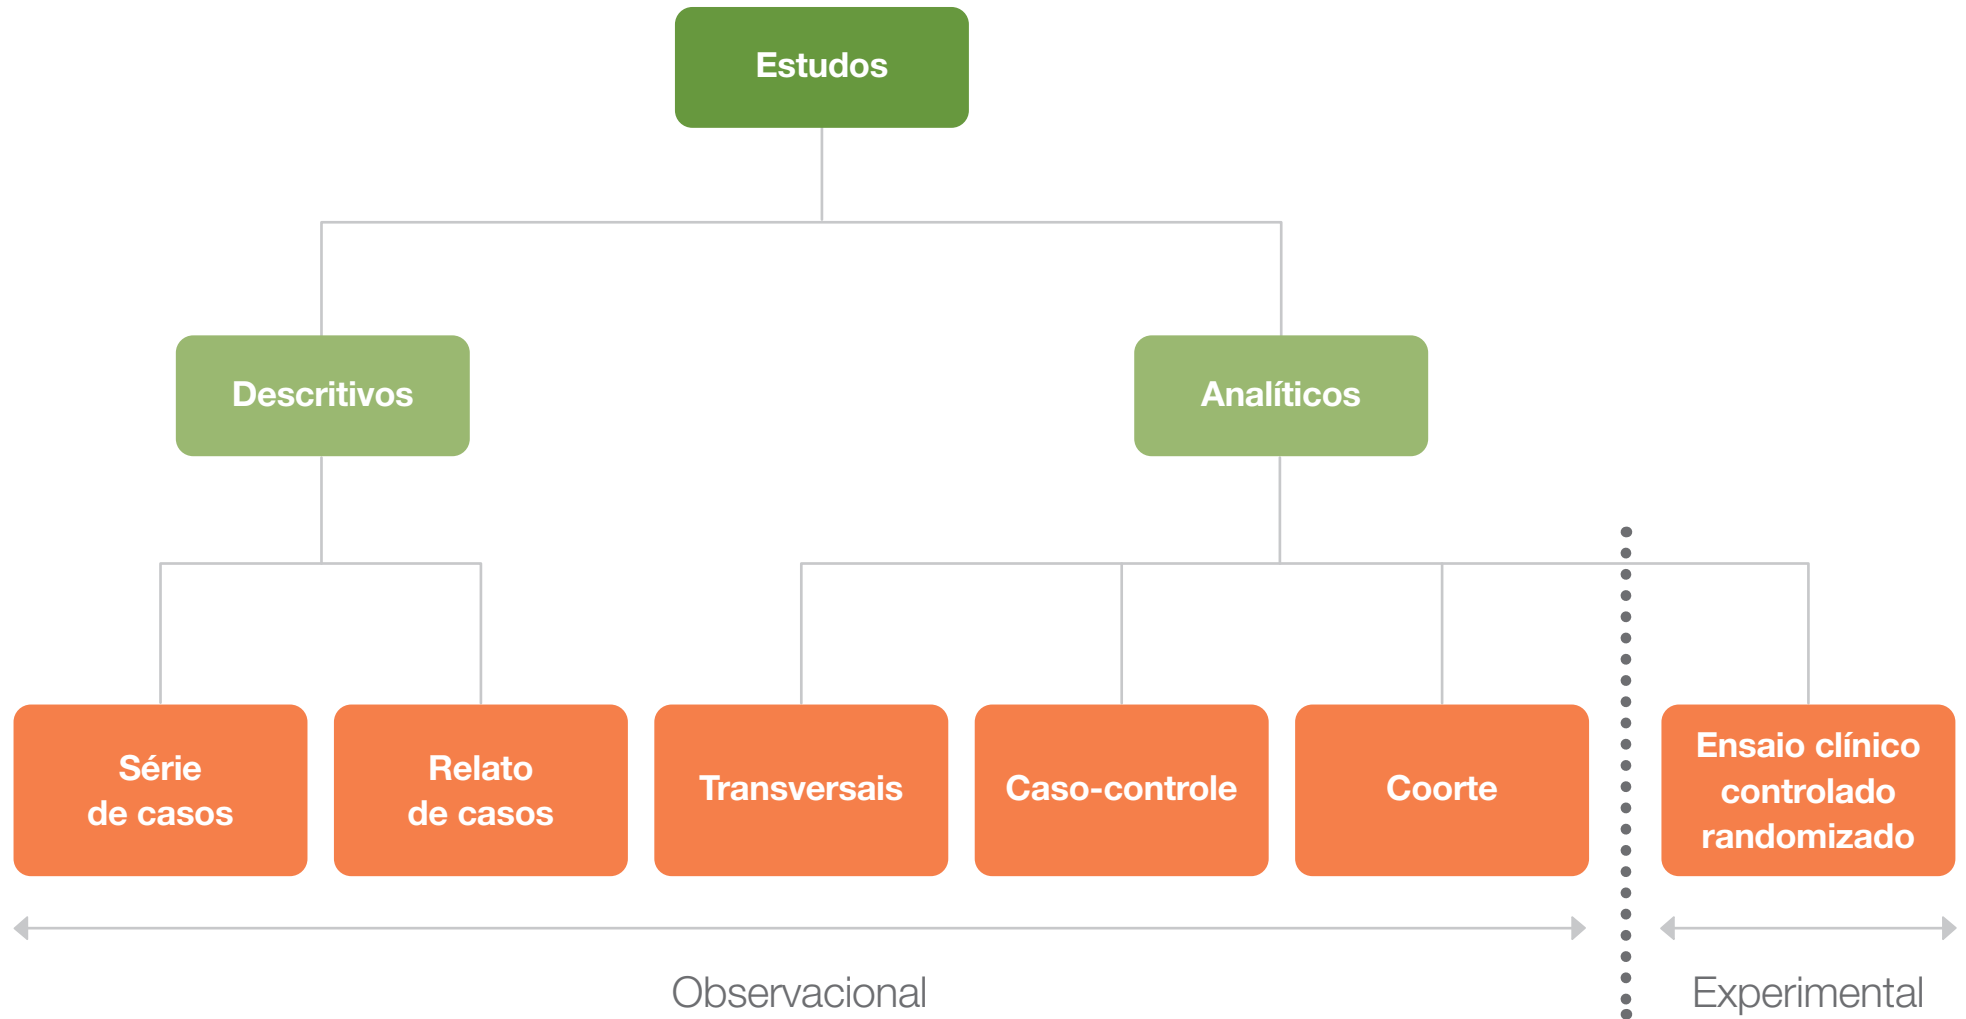 Estudos
Descritivos
Analíticos
Série
de casos
Relato
de casos
Transversais
Caso-controle
Coorte
Ensaio clínico
controlado
randomizado
Observacional
Experimental